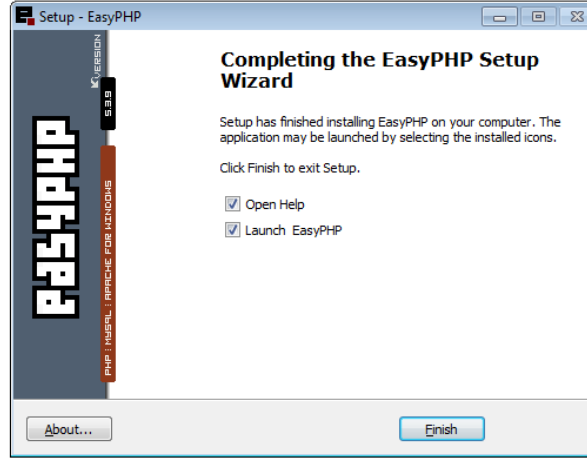 Setup - EasyPHP
Completing the EasyPHP Setup
Wizard
Setup has finished installing EasyPHP on your computer. The
application may be launched by selecting the installed icons.
Click Finish to exit Setup.
Open Help
Launch EasyPHP
easyphp
VERSION
5.3.9
PHP | MYSQL | APACHE FOR WINDOWS
About...
Finish